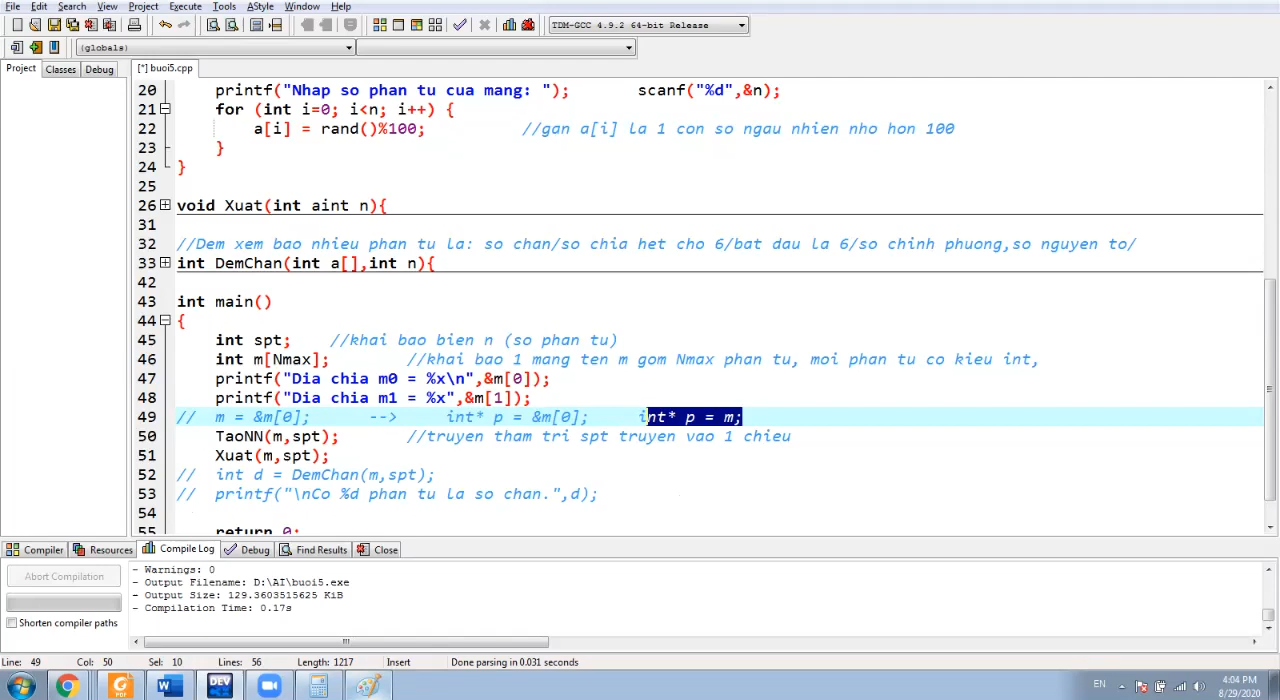 File Edit Search View Project Execute Tools AStyle Window Help
TDM-GCC 4.9.2 64-bit Release
(globals)
Project Classes Debug [*] buoi5.cpp
20 printf("Nhap so phan tu cua mang: "); scanf("%d",&n);
21 for (int i=0; i<n; i++) {
22 a[i] = rand()%100; //gan a[i] la 1 con so ngau nhien nho hon 100
23 }
24 }
25
26 void Xuat(int aint n){
31
32 //Dem xem bao nhieu phan tu la: so chan/so chia het cho 6/bat dau la 6/so chinh phuong,so nguyen to/
33 int DemChan(int a[],int n){
42
43 int main()
44 {
45 int spt; //khai bao bien n (so phan tu)
46 int m[Nmax]; //khai bao 1 mang ten m gom Nmax phan tu, moi phan tu co kieu int,
47 printf("Dia chia m0 = %x\n",&m[0]);
48 printf("Dia chia m1 = %x",&m[1]);
49 // m = &m[0]; --> int* p = &m[0]; int* p = m;
50 TaoNN(m,spt); //truyen tham tri spt truyen vao 1 chieu
51 Xuat(m,spt);
52 // int d = DemChan(m,spt);
53 // printf("\nCo %d phan tu la so chan.",d);
54
55 return 0;
Compiler Resources Compile Log Debug Find Results Close
Abort Compilation
Shorten compiler paths
- Warnings: 0
- Output Filename: D:\AI\buoi5.exe
- Output Size: 129.3603515625 KiB
- Compilation Time: 0.17s
Line: 49 Col: 50 Sel: 10 Lines: 56 Length: 1217 Insert Done parsing in 0.031 seconds
PDF W DEV EN 4:04 PM
8/29/2020